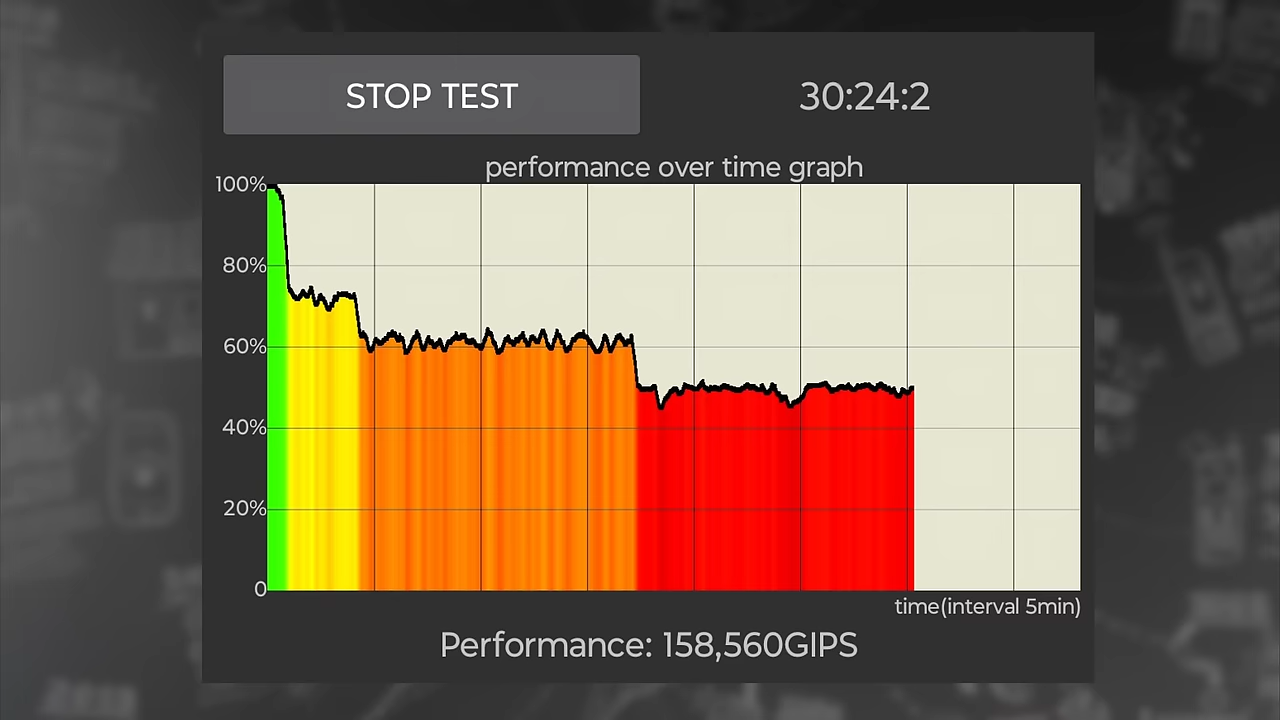 STOP TEST
30:24:2
performance over time graph
100%
80%
60%
40%
20%
0
time(interval 5min)
Performance: 158,560GIPS